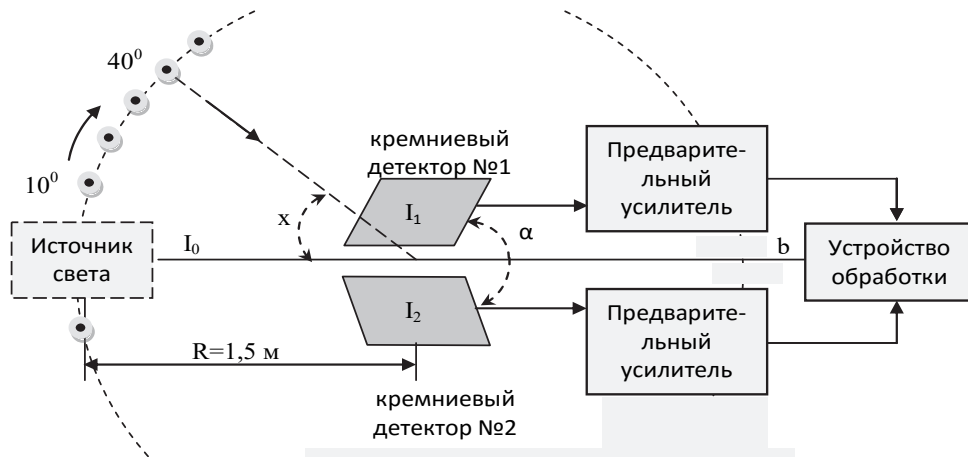 40⁰
10⁰
кремниевый
детектор №1
Предварите-
льный
усилитель
x
I₁
α
Источник
света
I₀
b
Устройство
обработки
I₂
Предварите-
льный
усилитель
R=1,5 м
кремниевый
детектор №2